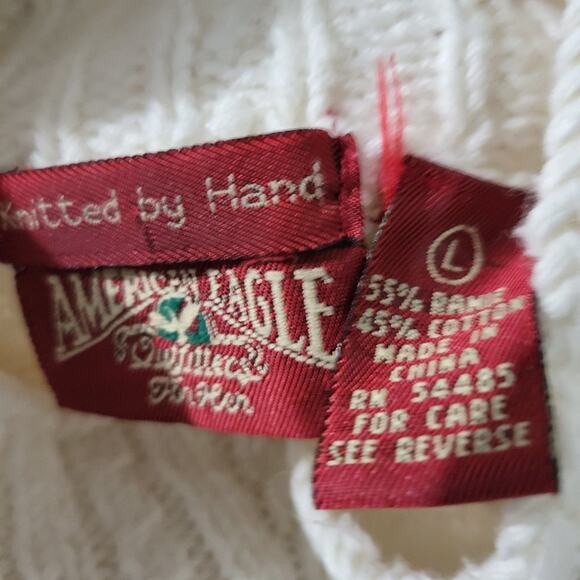 Knitted by Hand
AMERICAN EAGLE
Outfitters
For Her
L
55% RAMIE
45% COTTON
MADE IN
CHINA
RN 54485
FOR CARE
SEE REVERSE